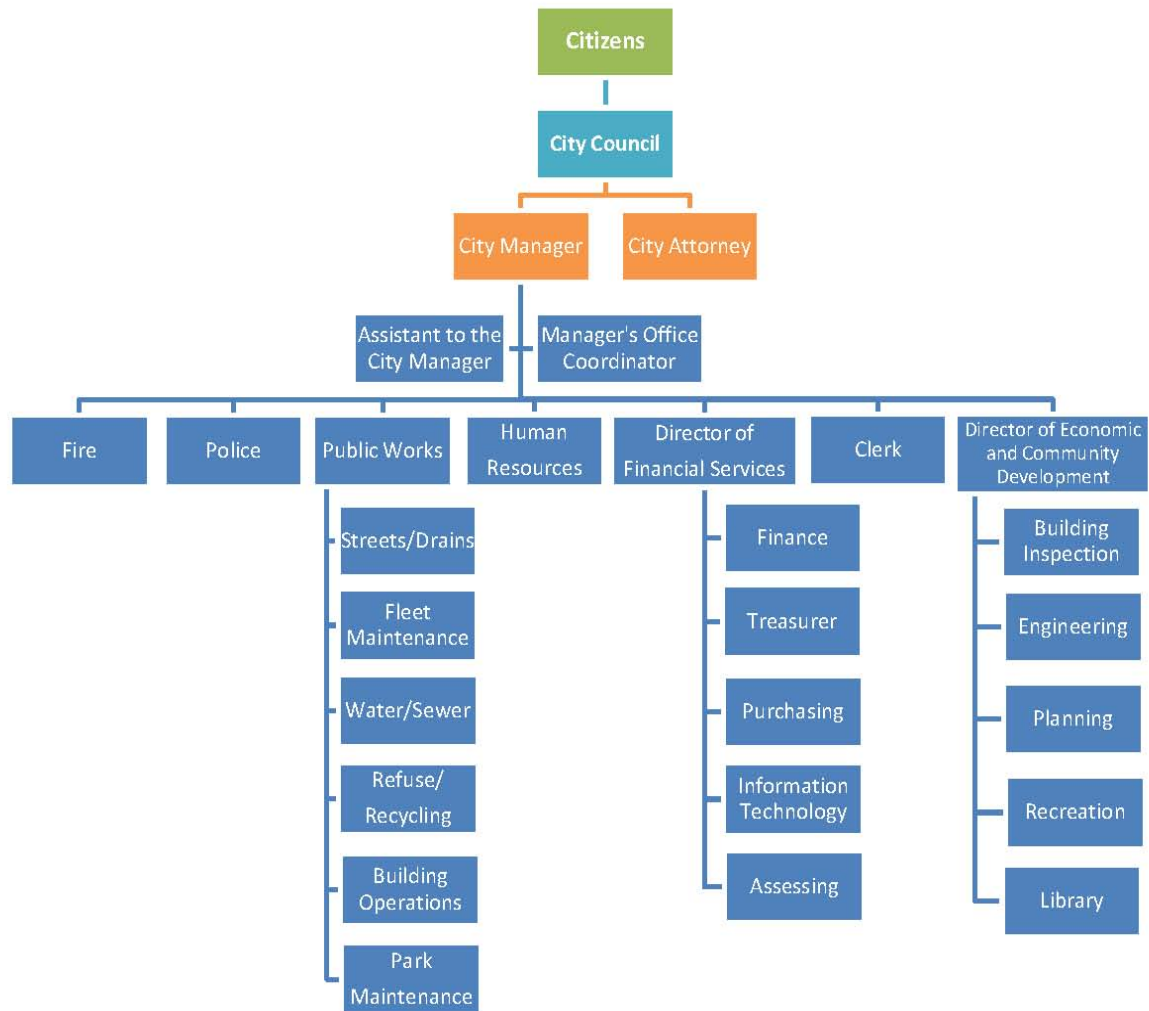 Citizens
City Council
City Manager
City Attorney
Assistant to the
City Manager
Manager's Office
Coordinator
Fire
Police
Public Works
Human
Resources
Director of
Financial Services
Clerk
Director of Economic
and Community
Development
Streets/Drains
Fleet
Maintenance
Water/Sewer
Refuse/
Recycling
Building
Operations
Park
Maintenance
Finance
Treasurer
Purchasing
Information
Technology
Assessing
Building
Inspection
Engineering
Planning
Recreation
Library